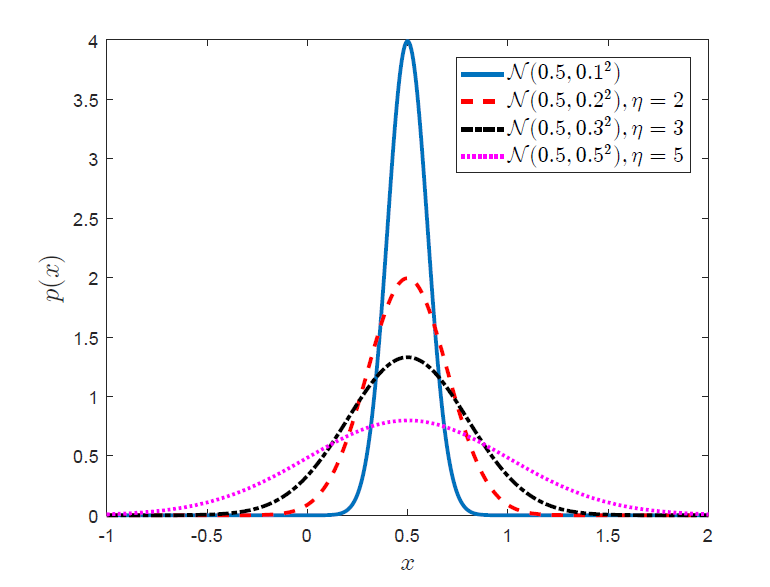 4
3.5
3
2.5
2
1.5
1
0.5
0
-1
-0.5
0
0.5
1
1.5
2
p(x)
x
𝒩(0.5, 0.1²)
𝒩(0.5, 0.2²), η = 2
𝒩(0.5, 0.3²), η = 3
𝒩(0.5, 0.5²), η = 5